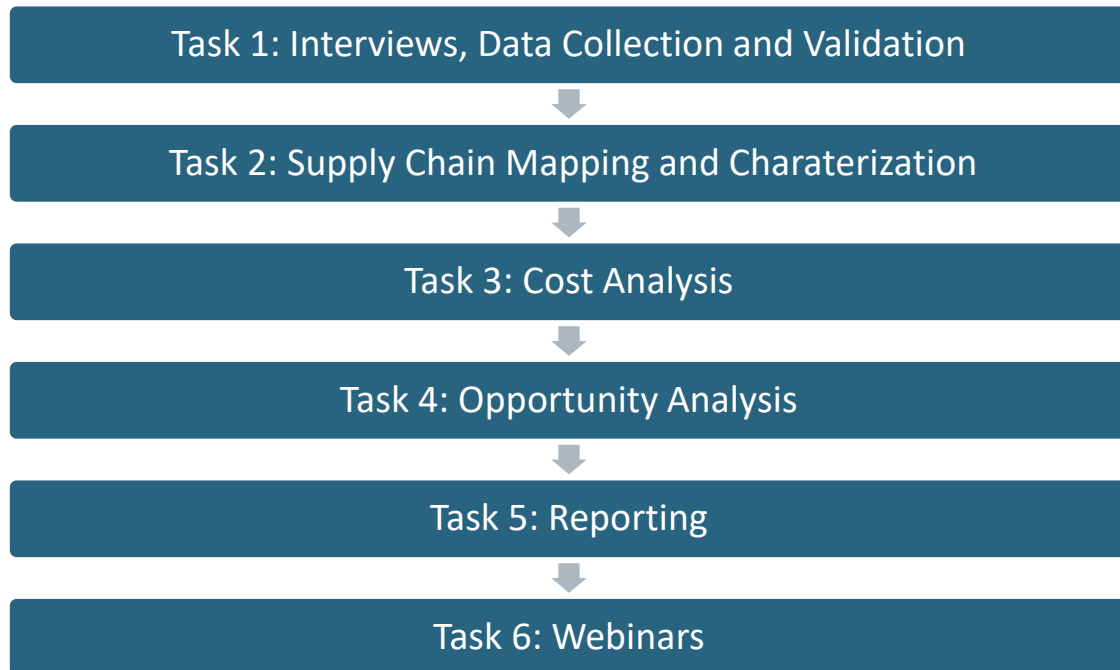 Task 1: Interviews, Data Collection and Validation
Task 2: Supply Chain Mapping and Charaterization
Task 3: Cost Analysis
Task 4: Opportunity Analysis
Task 5: Reporting
Task 6: Webinars